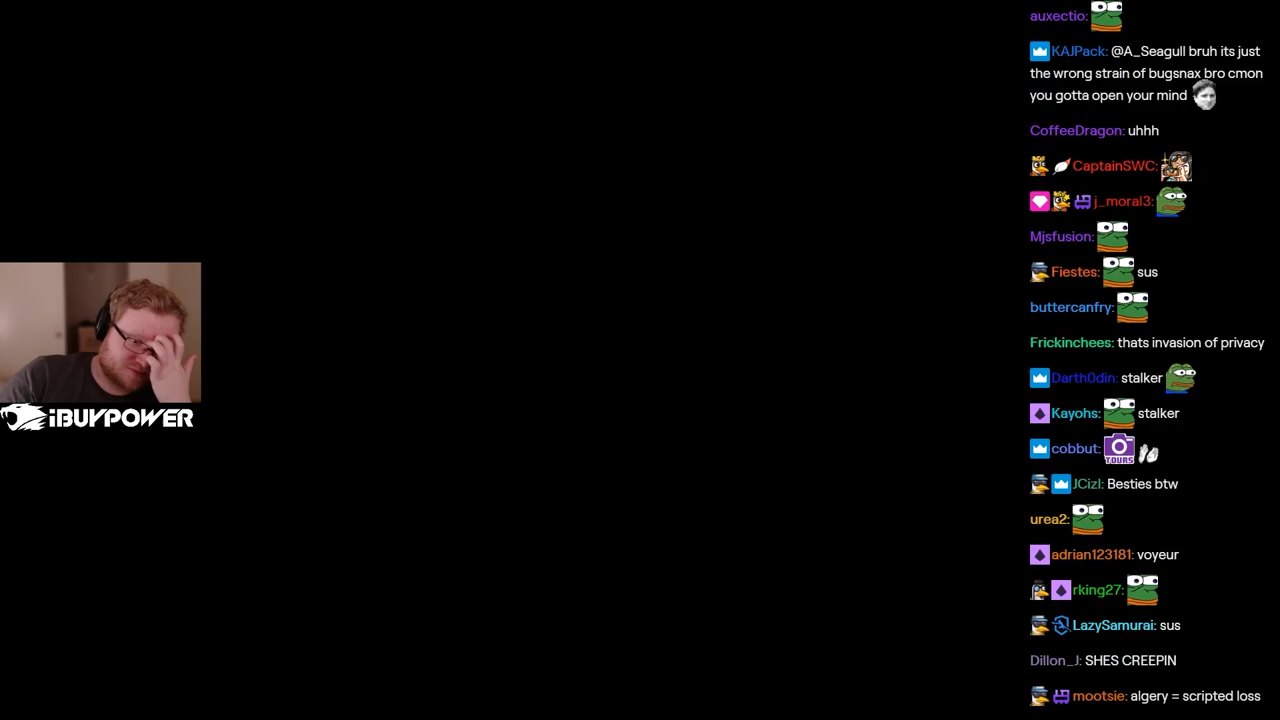 auxectio:
KAJPack: @A_Seagull bruh its just
the wrong strain of bugsnax bro cmon
you gotta open your mind
CoffeeDragon: uhhh
CaptainSWC:
j_moral3:
Mjsfusion:
Fiestes: sus
buttercanfry:
Frickinchees: thats invasion of privacy
Darth0din: stalker
Kayohs: stalker
iBUYPOWER
cobbut: TOURS
JCizl: Besties btw
urea2:
adrian123181: voyeur
rking27:
LazySamurai: sus
Dillon_J: SHES CREEPIN
mootsie: algery = scripted loss